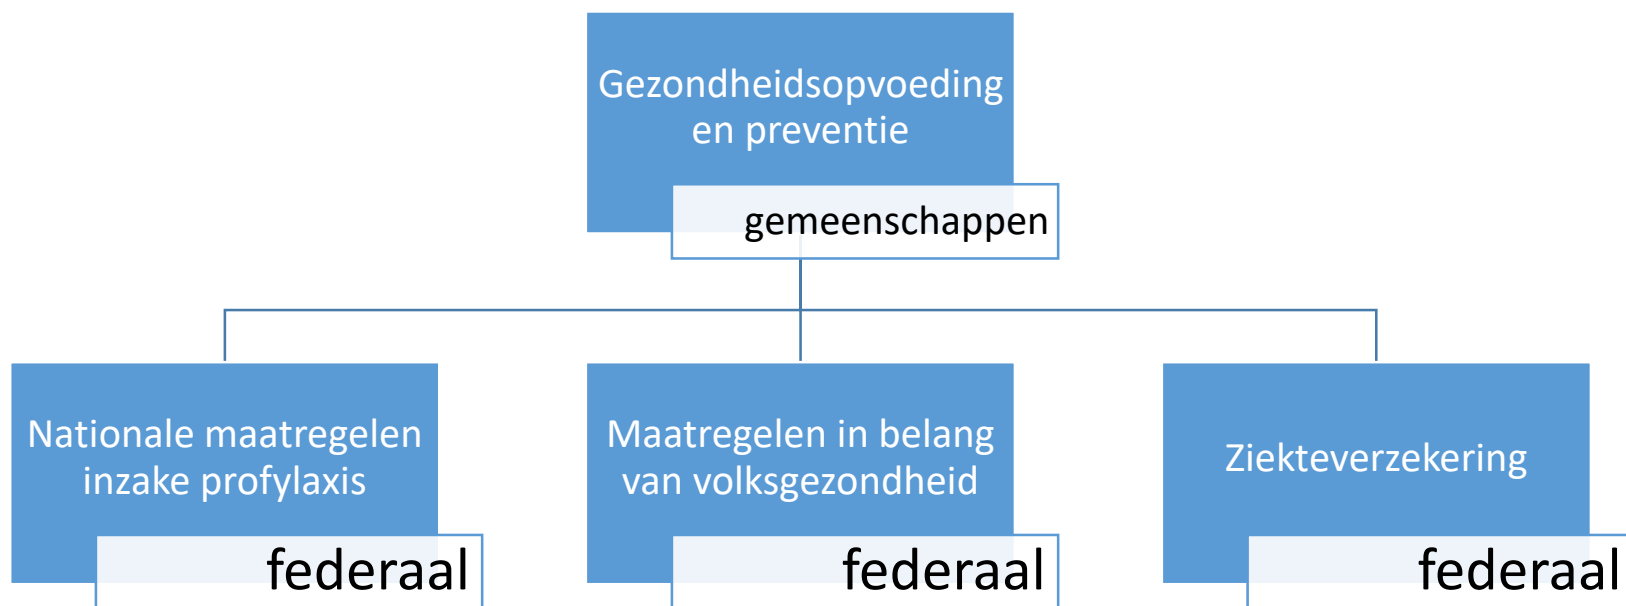 Gezondheidsopvoeding
en preventie
gemeenschappen
Nationale maatregelen
inzake profylaxis
federaal
Maatregelen in belang
van volksgezondheid
federaal
Ziekteverzekering
federaal